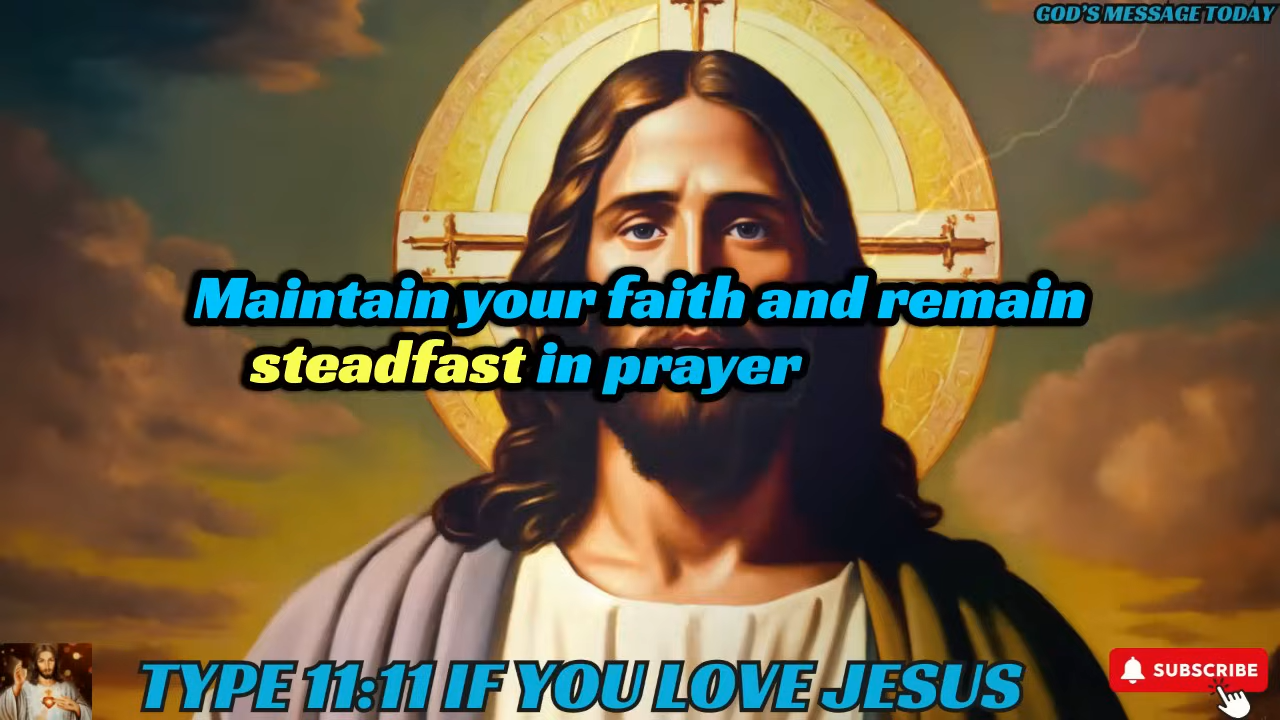 GOD'S MESSAGE TODAY
Maintain your faith and remain
steadfast in prayer
TYPE 11:11 IF YOU LOVE JESUS
SUBSCRIBE